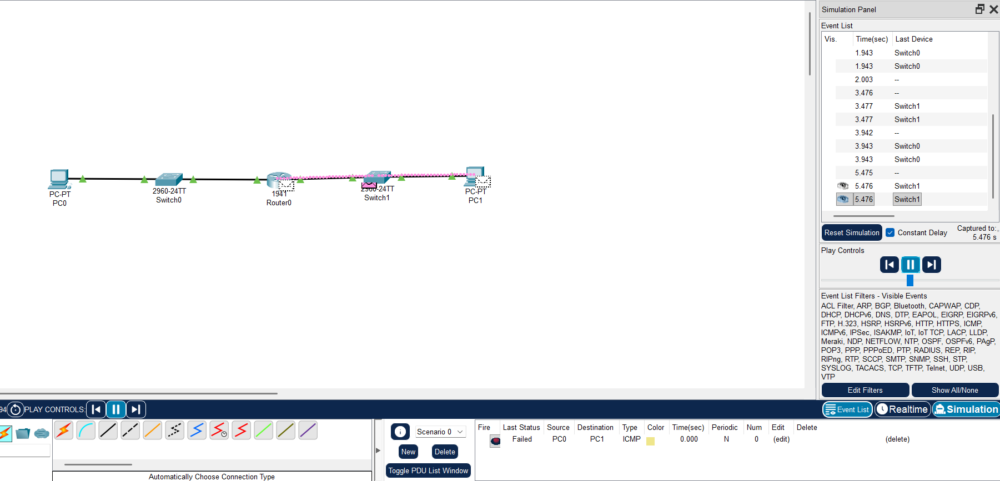 Simulation Panel
Event List
Vis. Time(sec) Last Device
1.943 Switch0
1.943 Switch0
2.003 --
3.476 --
3.477 Switch1
3.477 Switch1
3.942 --
3.943 Switch0
3.943 Switch0
5.475 --
5.476 Switch1
5.476 Switch1
Reset Simulation Constant Delay Captured to:
5.476 s
Play Controls
Event List Filters - Visible Events
ACL Filter, ARP, BGP, Bluetooth, CAPWAP, CDP,
DHCP, DHCPv6, DNS, DTP, EAPOL, EIGRP, EIGRPv6,
FTP, H.323, HSRP, HSRPv6, HTTP, HTTPS, ICMP,
ICMPv6, IPSec, ISAKMP, IoT, IoT TCP, LACP, LLDP,
Meraki, NDP, NETFLOW, NTP, OSPF, OSPFv6, PAgP,
POP3, PPP, PPPoED, PTP, RADIUS, REP, RIP,
RIPng, RTP, SCCP, SMTP, SNMP, SSH, STP,
SYSLOG, TACACS, TCP, TFTP, Telnet, UDP, USB,
VTP
Edit Filters Show All/None
PC-PT
PC0
2960-24TT
Switch0
1941
Router0
2960-24TT
Switch1
PC-PT
PC1
94 PLAY CONTROLS:
Event List Realtime Simulation
Automatically Choose Connection Type
Scenario 0
New Delete
Toggle PDU List Window
Fire Last Status Source Destination Type Color Time(sec) Periodic Num Edit Delete
Failed PC0 PC1 ICMP 0.000 N 0 (edit) (delete)